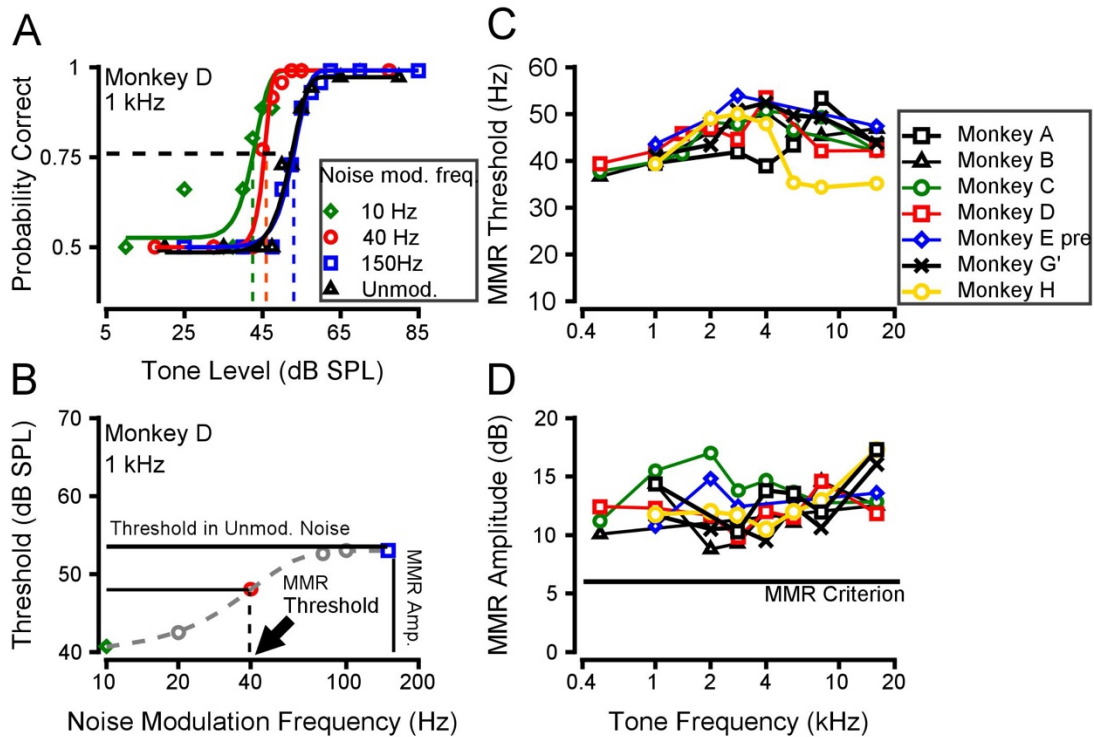 A
Probability Correct
1
0.75
0.5
Monkey D
1 kHz
Noise mod. freq.
10 Hz
40 Hz
150Hz
Unmod.
5 25 45 65 85
Tone Level (dB SPL)
B
Threshold (dB SPL)
70
60
50
40
Monkey D
1 kHz
Threshold in Unmod. Noise
MMR
Threshold
MMR Amp.
10 20 40 100 200
Noise Modulation Frequency (Hz)
C
MMR Threshold (Hz)
60
50
40
30
20
10
0.4 1 2 4 10 20
Monkey A
Monkey B
Monkey C
Monkey D
Monkey E pre
Monkey G'
Monkey H
D
MMR Amplitude (dB)
20
15
10
5
0
MMR Criterion
0.4 1 2 4 10 20
Tone Frequency (kHz)